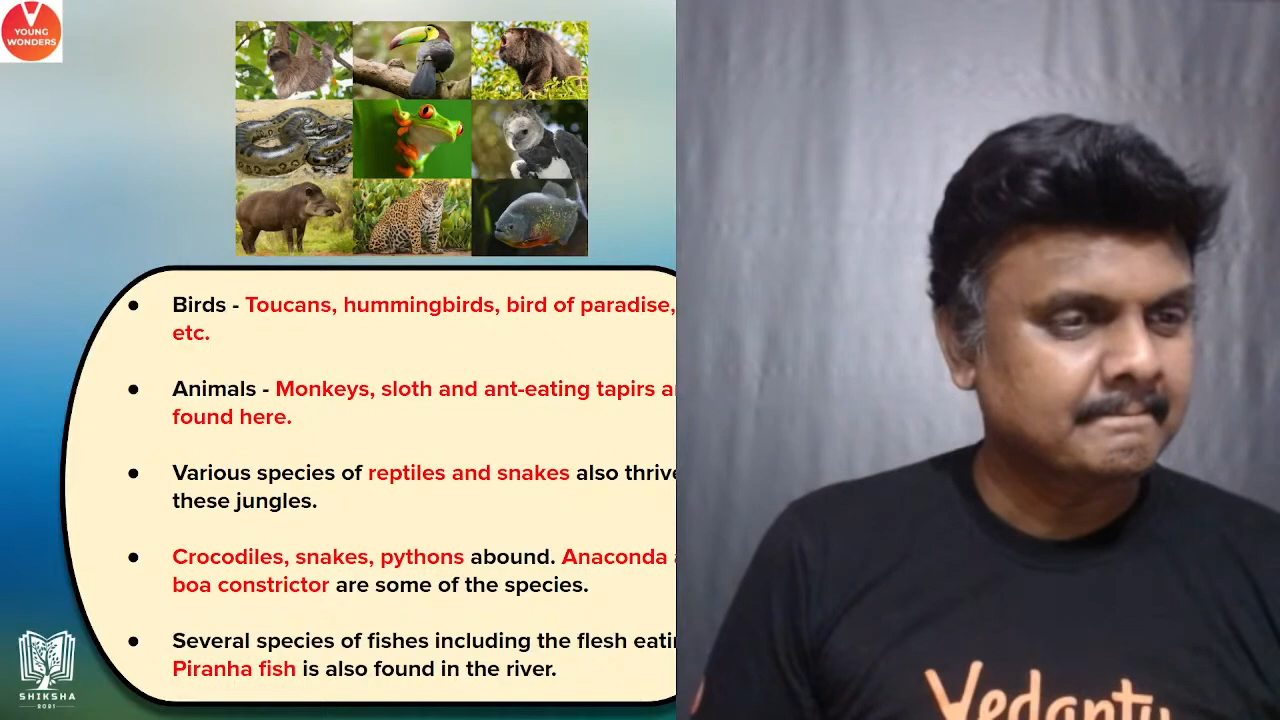 YOUNG
WONDERS
Birds - Toucans, hummingbirds, bird of paradise,
etc.
Animals - Monkeys, sloth and ant-eating tapirs
found here.
Various species of reptiles and snakes also thrive
these jungles.
Crocodiles, snakes, pythons abound. Anaconda
boa constrictor are some of the species.
Several species of fishes including the flesh
Piranha fish is also found in the river.
SHIKSHA
2021
Vedantu